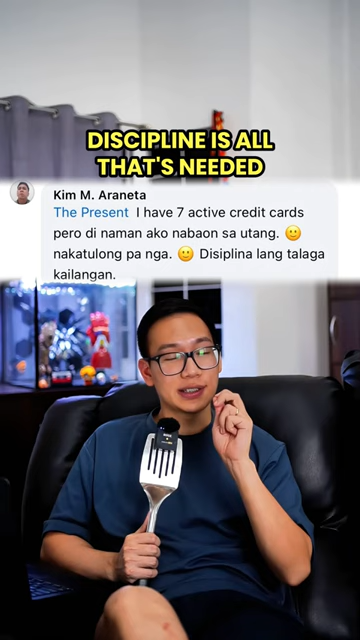 DISCIPLINE IS ALL
THAT'S NEEDED
Kim M. Araneta
The Present I have 7 active credit cards
pero di naman ako nabaon sa utang. 🙂
nakatulong pa nga. 🙂 Disiplina lang talaga
kailangan.